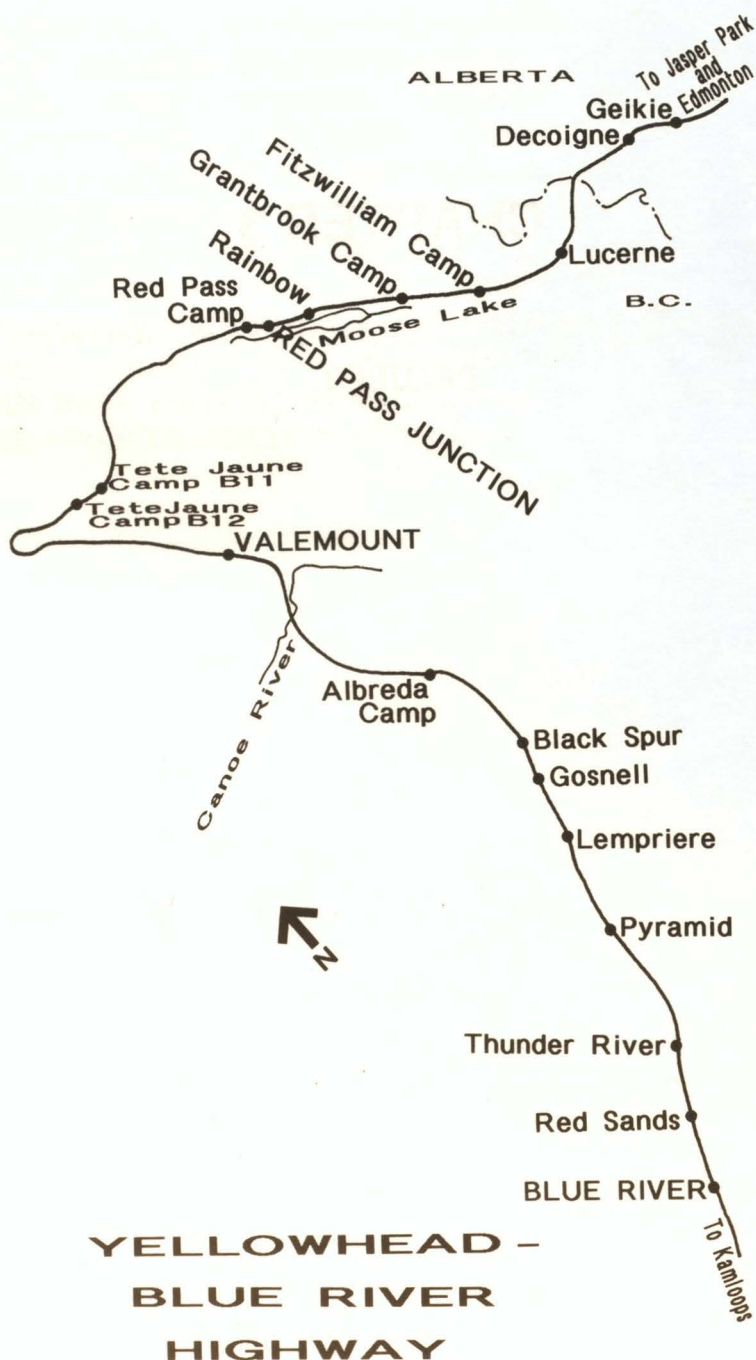 ALBERTA
To Jasper Park
and
Edmonton
Geikie
Decoigne
Fitzwilliam Camp
Grantbrook Camp
Rainbow
Lucerne
B.C.
Red Pass
Camp
Moose Lake
RED PASS JUNCTION
Tete Jaune
Camp B11
Tete Jaune
Camp B12
VALEMOUNT
Canoe River
Albreda
Camp
Black Spur
Gosnell
Lempriere
Pyramid
N
Thunder River
Red Sands
BLUE RIVER
To Kamloops
YELLOWHEAD –
BLUE RIVER
HIGHWAY